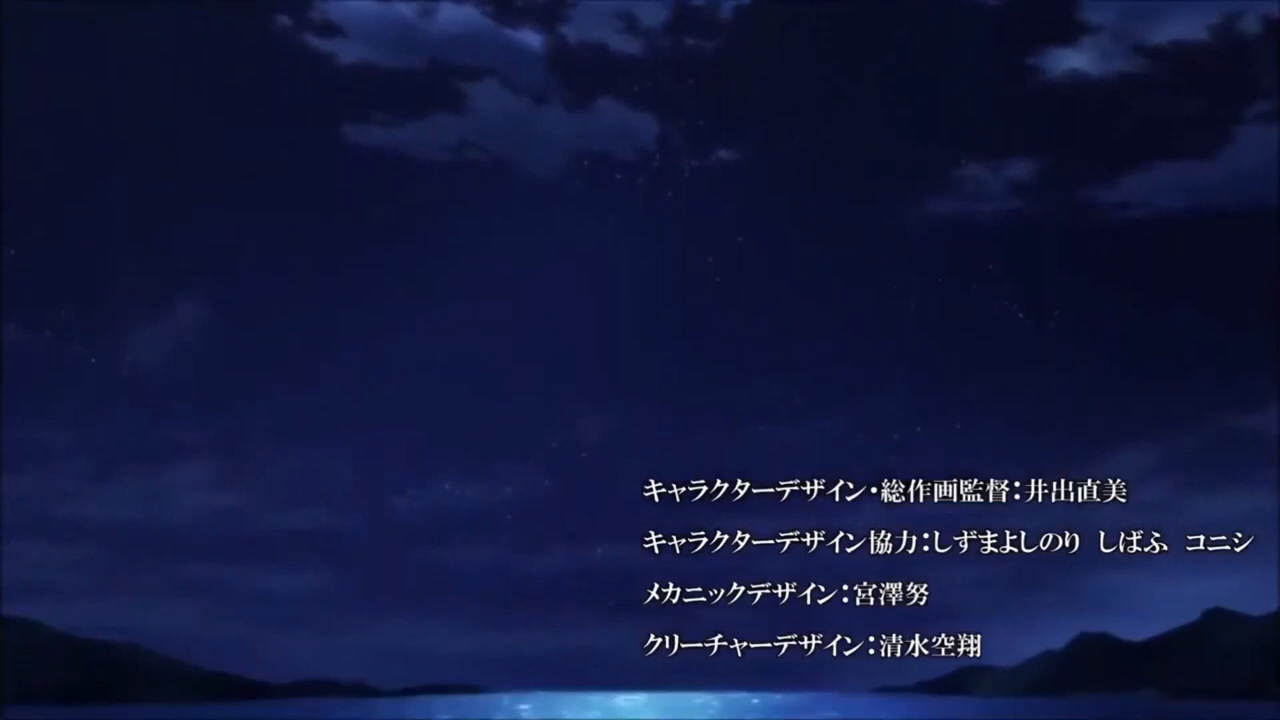 キャラクターデザイン・総作画監督：井出直美
キャラクターデザイン協力：しずまよしのり　しばふ　コニシ
メカニックデザイン：宮澤努
クリーチャーデザイン：清水空翔